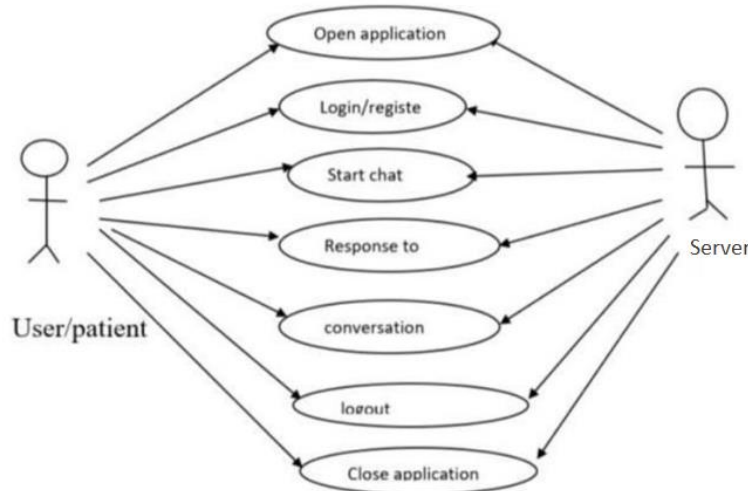 Open application
Login/registe
Start chat
Response to
Server
User/patient
conversation
logout
Close application